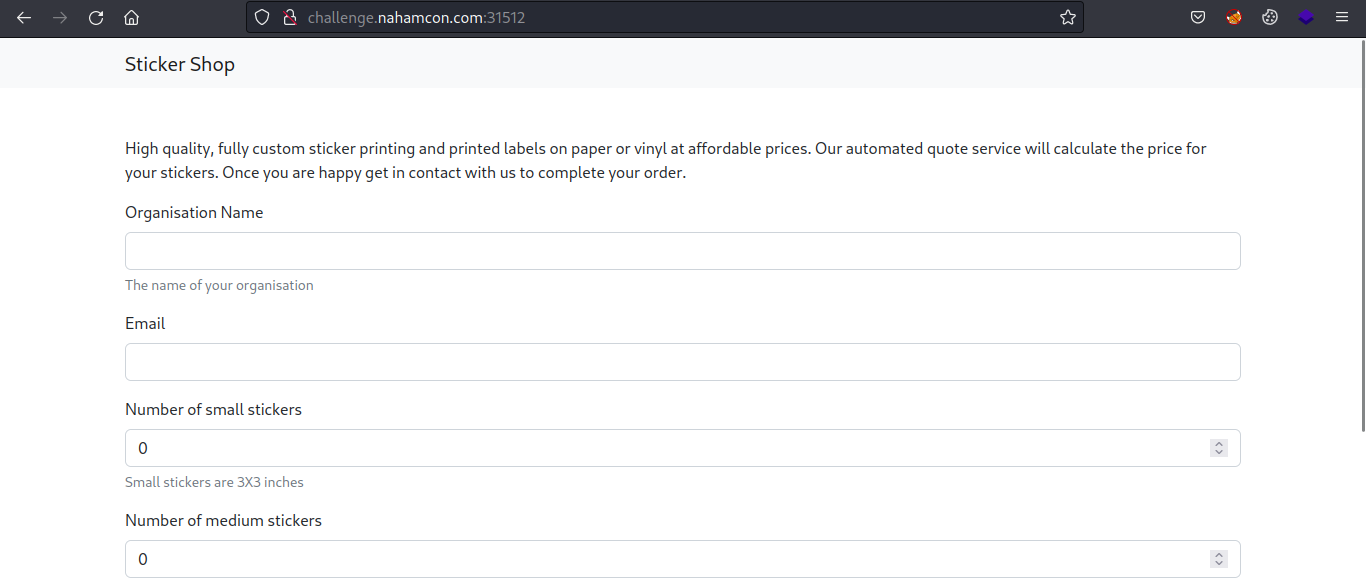 challenge.nahamcon.com:31512
Sticker Shop
High quality, fully custom sticker printing and printed labels on paper or vinyl at affordable prices. Our automated quote service will calculate the price for
your stickers. Once you are happy get in contact with us to complete your order.
Organisation Name
The name of your organisation
Email
Number of small stickers
0
Small stickers are 3X3 inches
Number of medium stickers
0